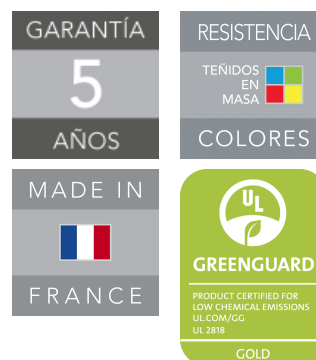 GARANTÍA
5
AÑOS
RESISTENCIA
TEÑIDOS
EN
MASA
COLORES
MADE IN
FRANCE
UL
GREENGUARD
PRODUCT CERTIFIED FOR
LOW CHEMICAL EMISSIONS
UL.COM/GG
UL 2818
GOLD